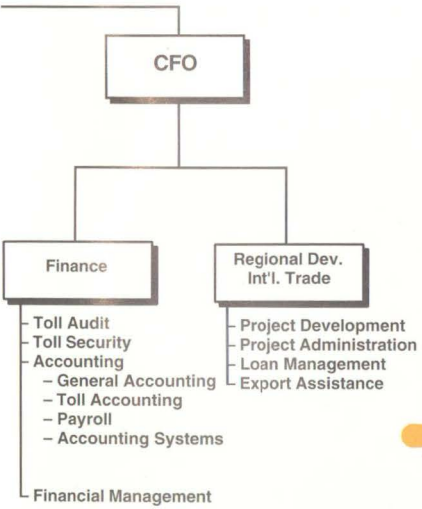 CFO
Finance
Toll Audit
Toll Security
Accounting
– General Accounting
– Toll Accounting
– Payroll
– Accounting Systems
Financial Management
Regional Dev.
Int'l. Trade
Project Development
Project Administration
Loan Management
Export Assistance